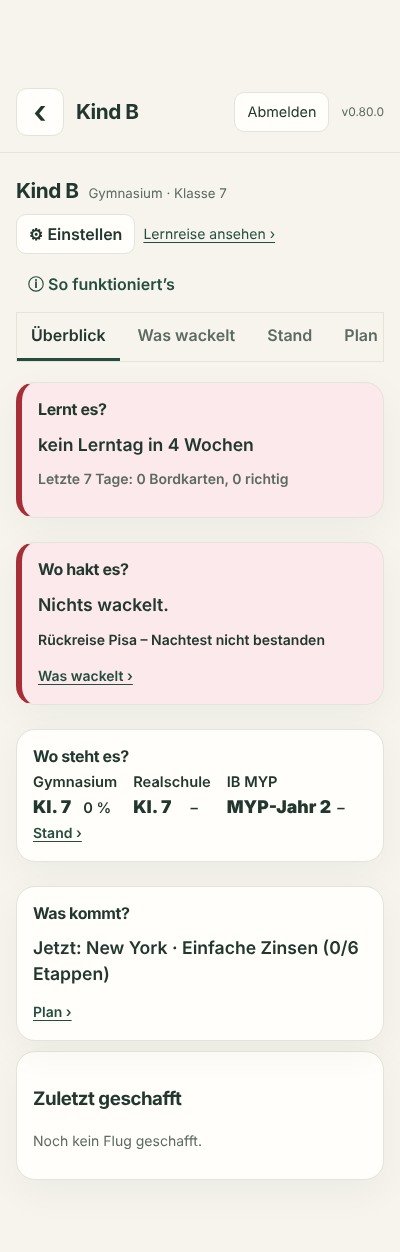 ‹ Kind B Abmelden v0.80.0
Kind B Gymnasium · Klasse 7
⚙ Einstellen Lernreise ansehen ›
ⓘ So funktioniert’s
Überblick Was wackelt Stand Plan
Lernt es?
kein Lerntag in 4 Wochen
Letzte 7 Tage: 0 Bordkarten, 0 richtig
Wo hakt es?
Nichts wackelt.
Rückreise Pisa – Nachtest nicht bestanden
Was wackelt ›
Wo steht es?
Gymnasium Realschule IB MYP
Kl. 7 0 % Kl. 7 – MYP-Jahr 2 –
Stand ›
Was kommt?
Jetzt: New York · Einfache Zinsen (0/6
Etappen)
Plan ›
Zuletzt geschafft
Noch kein Flug geschafft.